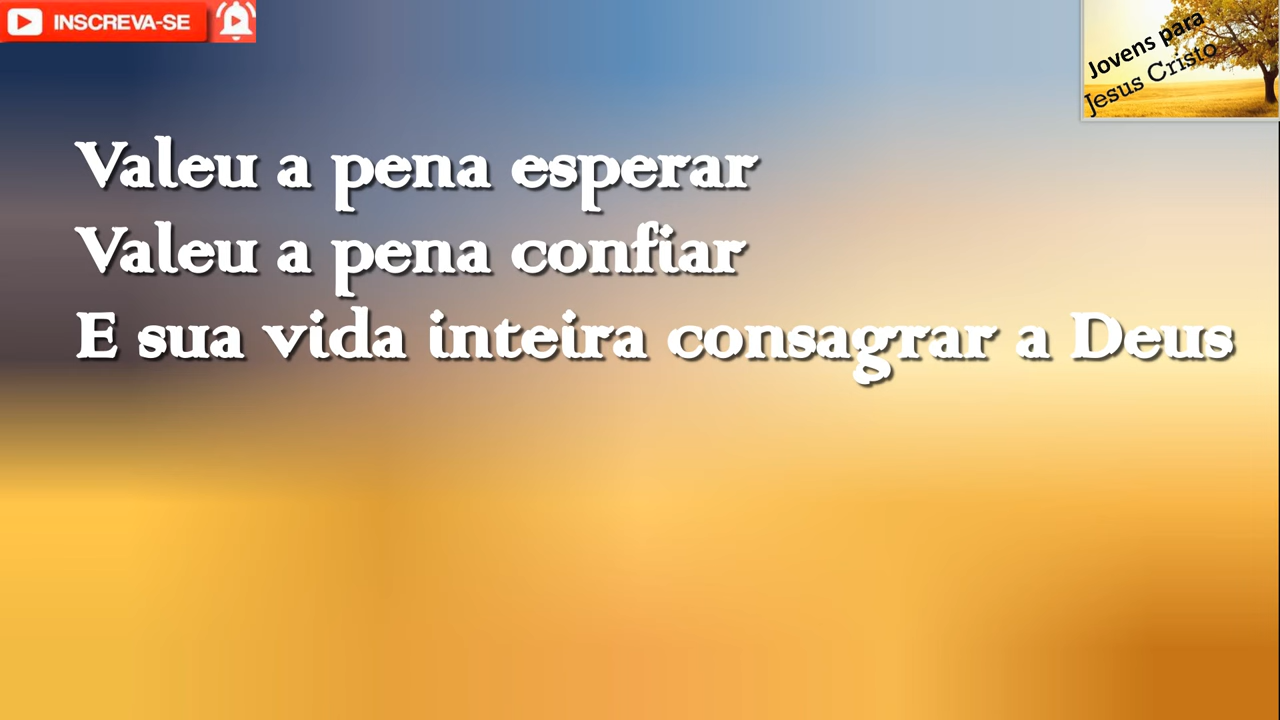 INSCREVA-SE
Jovens para
Jesus Cristo
Valeu a pena esperar
Valeu a pena confiar
E sua vida inteira consagrar a Deus